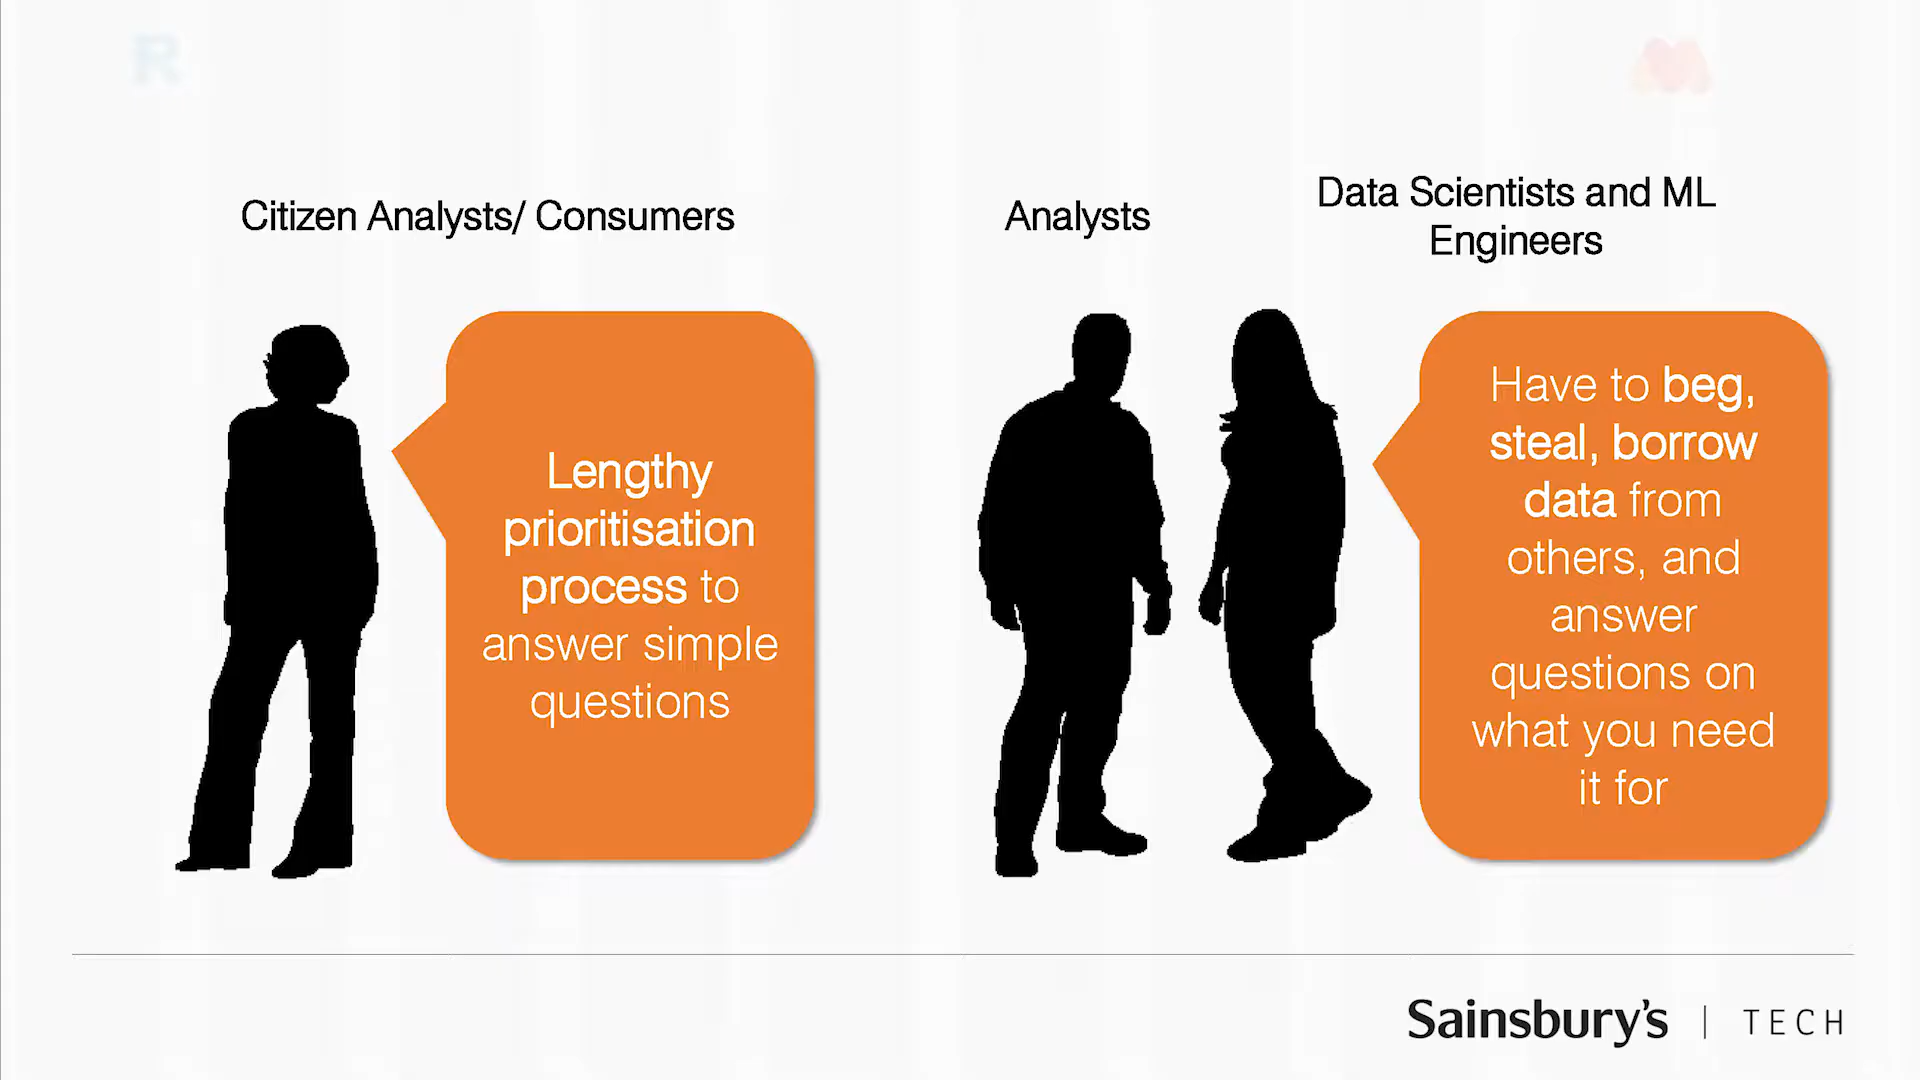 R
Citizen Analysts/ Consumers
Analysts
Data Scientists and ML
Engineers
Lengthy
prioritisation
process to
answer simple
questions
Have to beg,
steal, borrow
data from
others, and
answer
questions on
what you need
it for
Sainsbury's | TECH